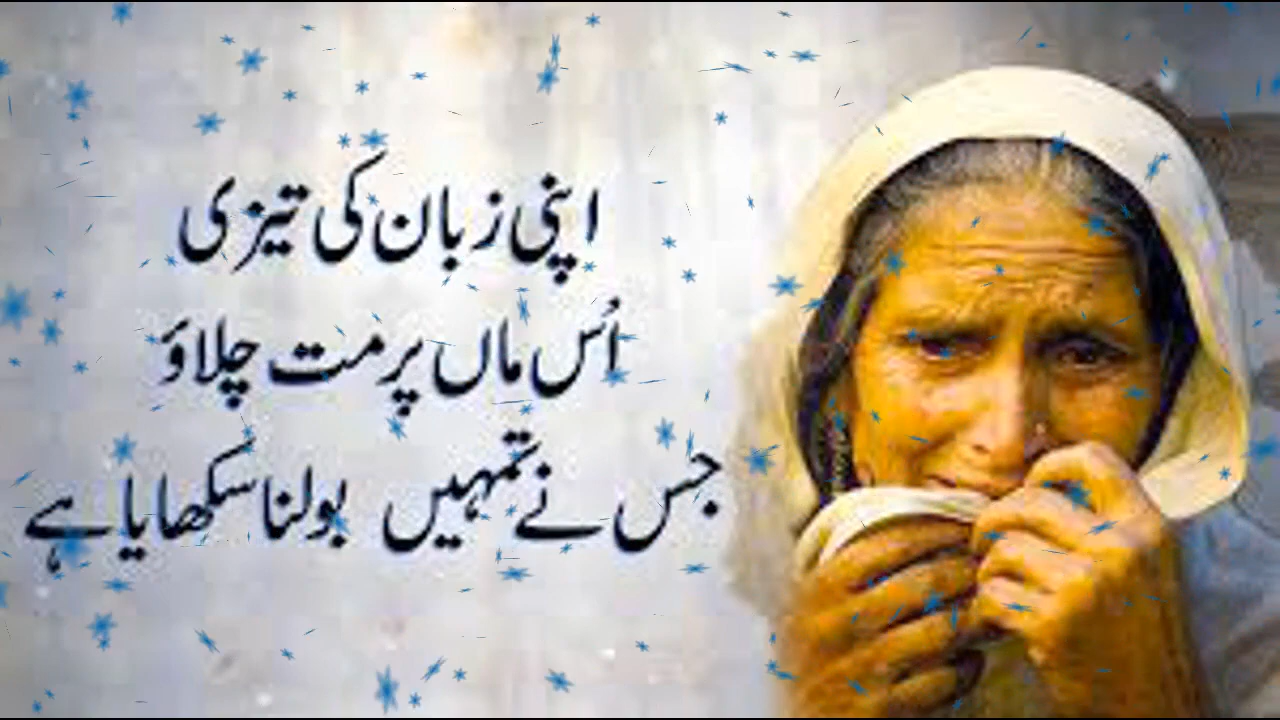 اپنی زبان کی تیزی
اُس ماں پر مت چلاؤ
جس نے تمہیں بولنا سکھایا ہے